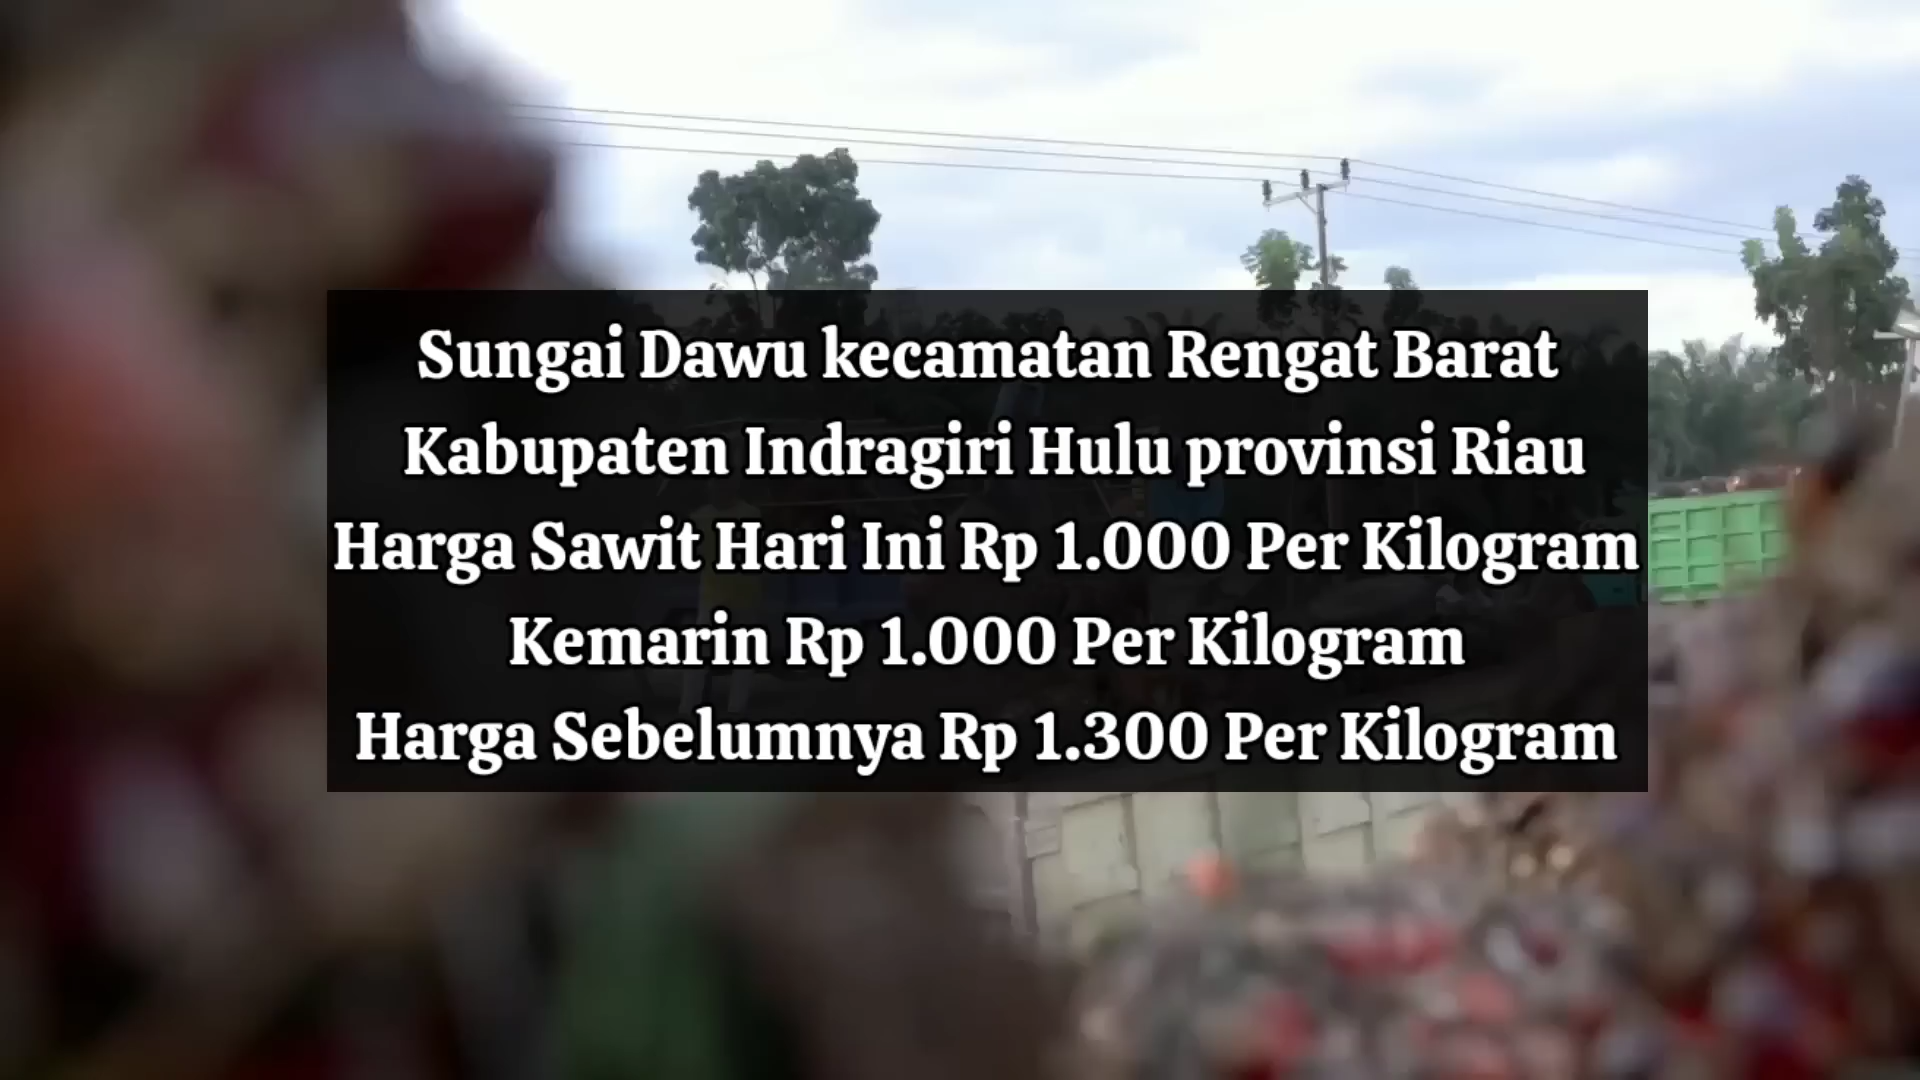 Sungai Dawu kecamatan Rengat Barat
Kabupaten Indragiri Hulu provinsi Riau
Harga Sawit Hari Ini Rp 1.000 Per Kilogram
Kemarin Rp 1.000 Per Kilogram
Harga Sebelumnya Rp 1.300 Per Kilogram